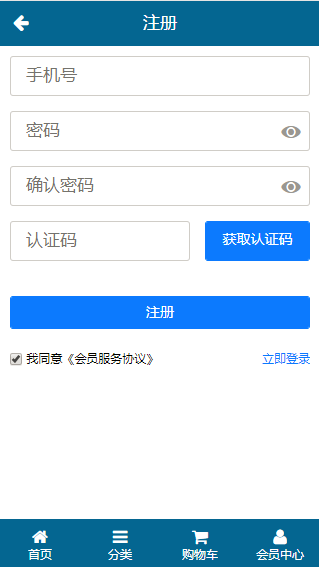 注册
手机号
密码
确认密码
认证码
获取认证码
注册
我同意《会员服务协议》
立即登录
首页
分类
购物车
会员中心